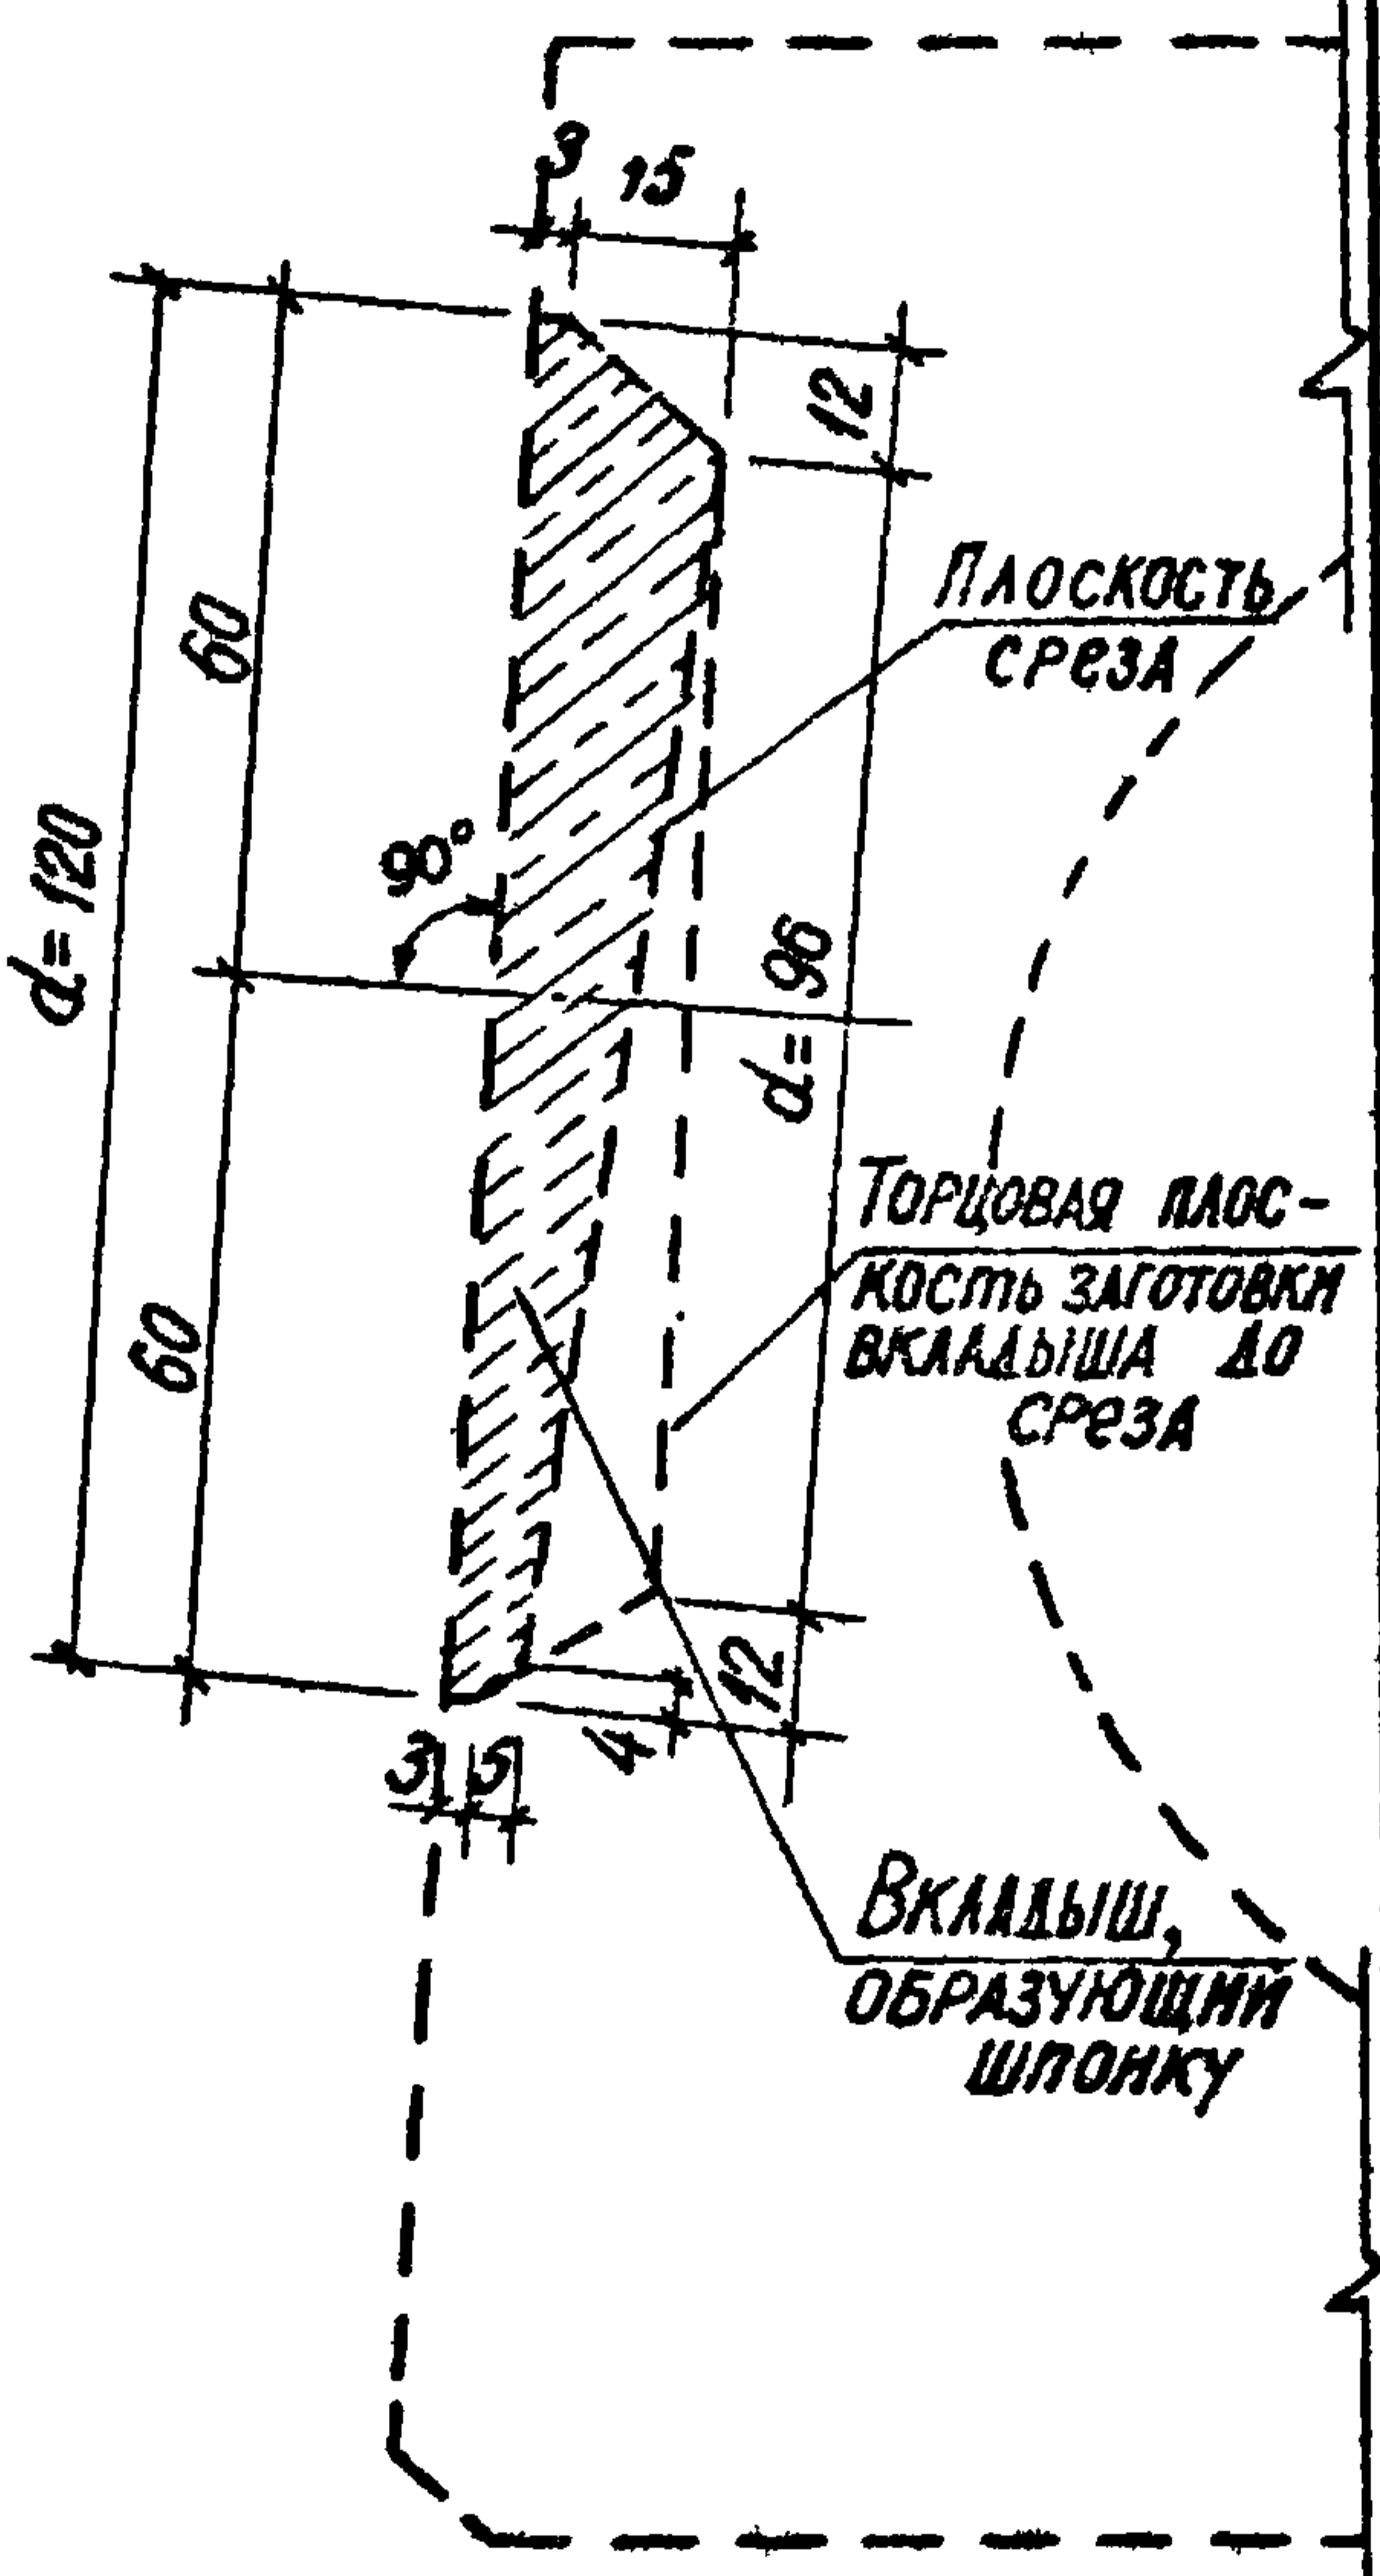 3 15
12
60
d=120
90°
d=96
60
12
4
3 5
ПЛОСКОСТЬ
СРЕЗА
ТОРЦОВАЯ ПЛОС-
КОСТЬ ЗАГОТОВКИ
ВКЛАДЫША ДО
СРЕЗА
ВКЛАДЫШ,
ОБРАЗУЮЩИЙ
ШПОНКУ